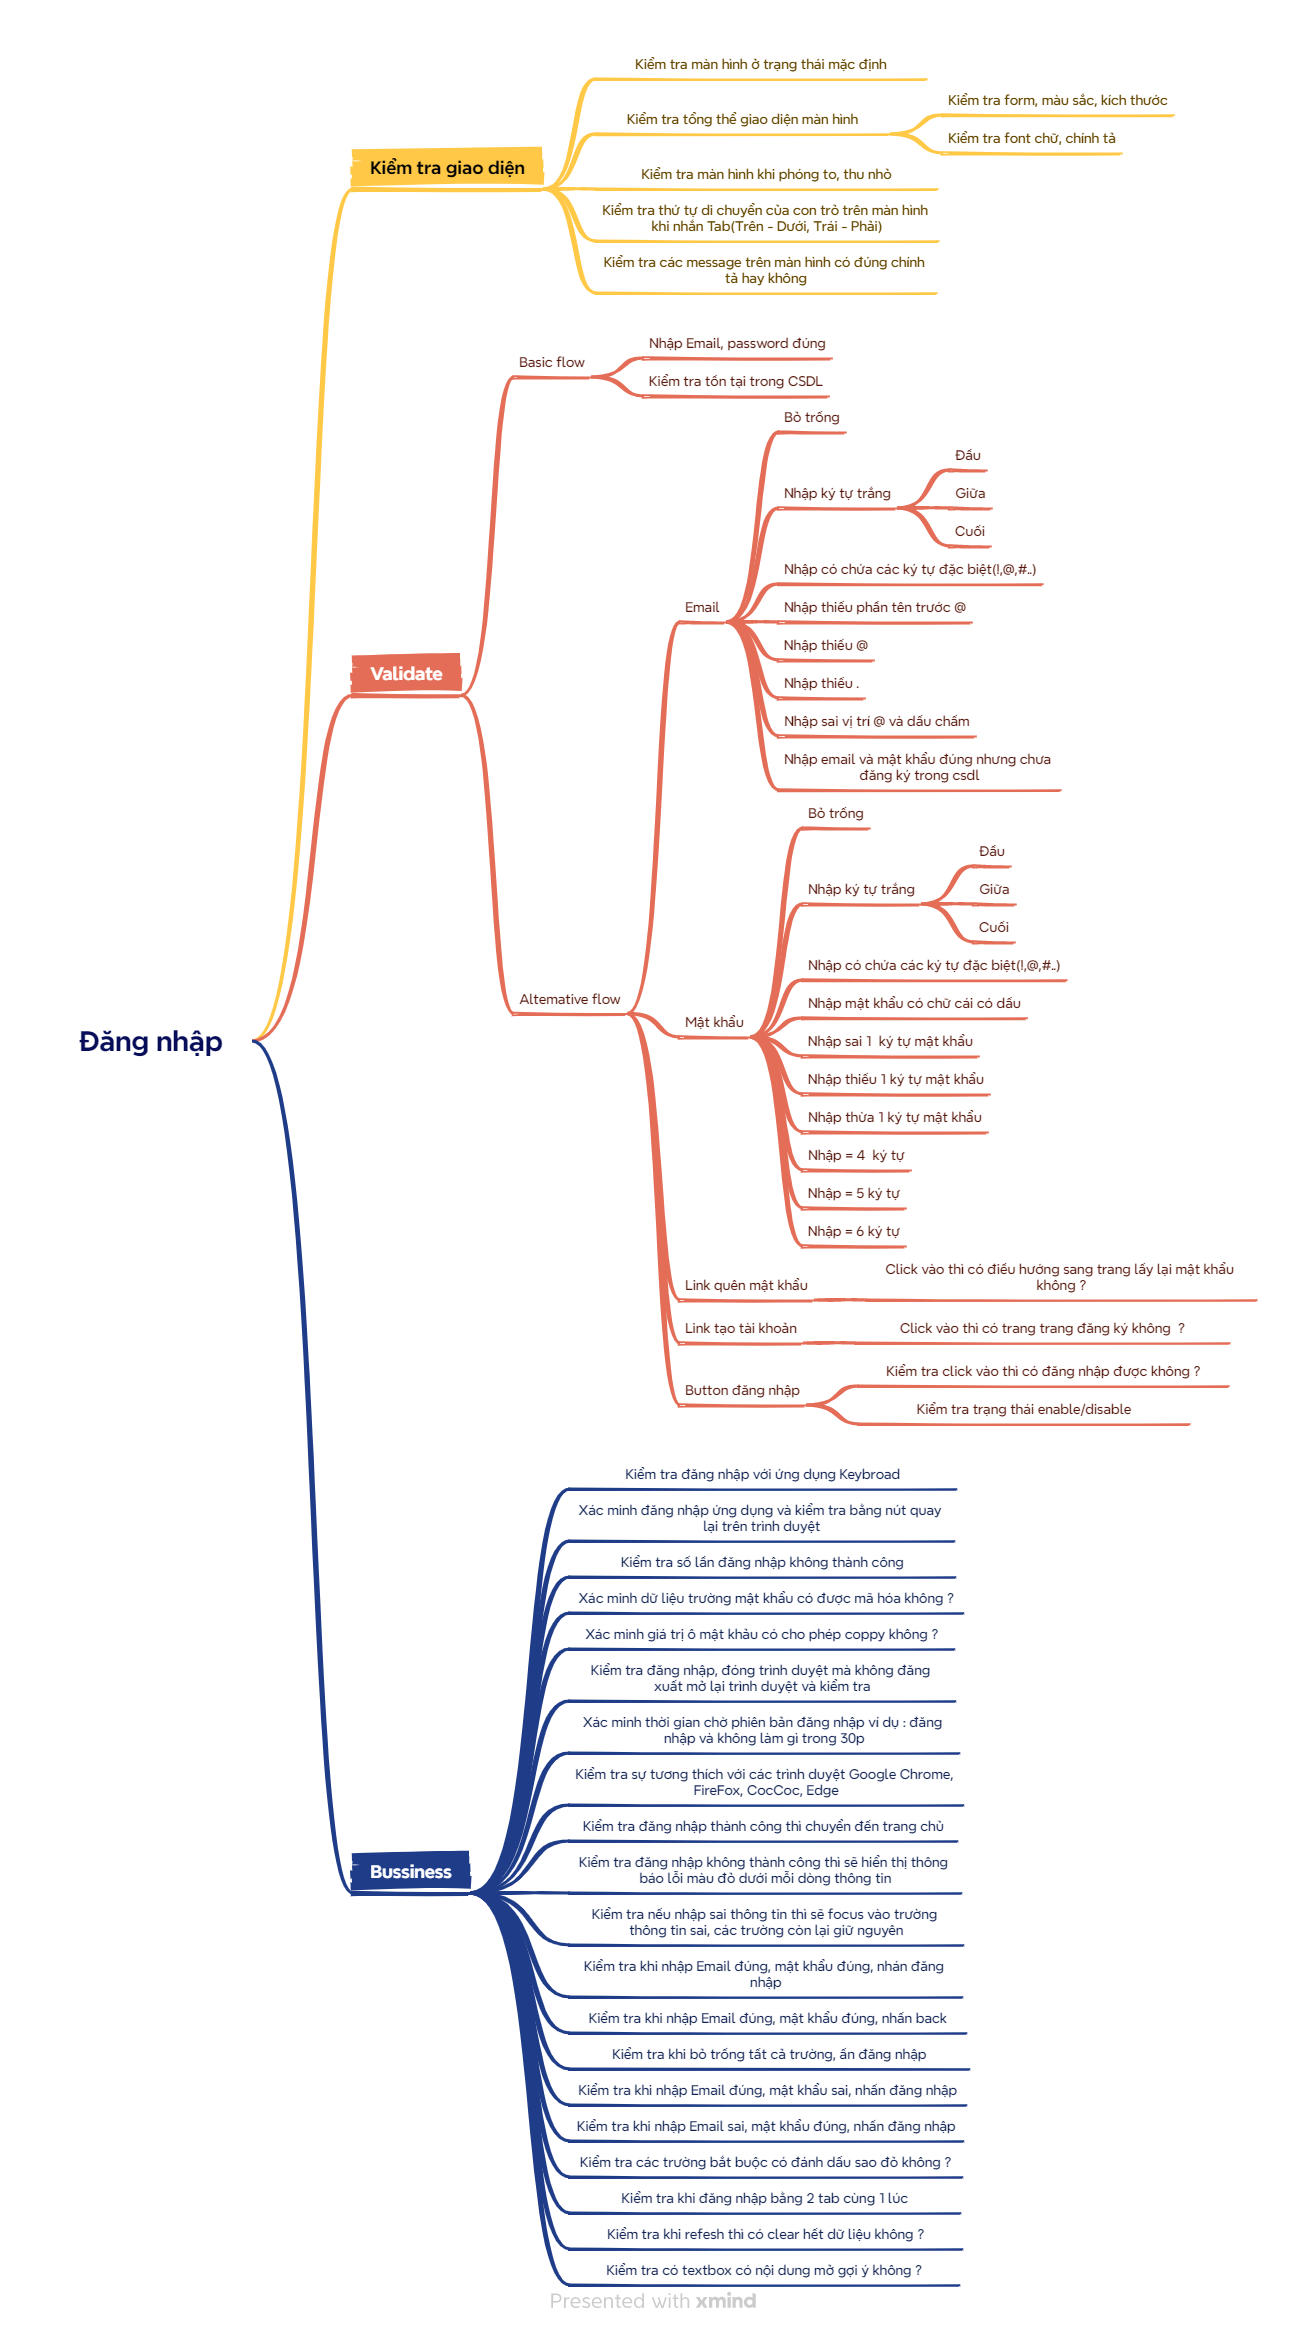 Kiểm tra màn hình ở trạng thái mặc định
Kiểm tra tổng thể giao diện màn hình
Kiểm tra form, màu sắc, kích thước
Kiểm tra font chữ, chính tả
Kiểm tra giao diện
Kiểm tra màn hình khi phóng to, thu nhỏ
Kiểm tra thứ tự di chuyển của con trỏ trên màn hình
khi nhấn Tab(Trên - Dưới, Trái - Phải)
Kiểm tra các message trên màn hình có đúng chính
tả hay không
Basic flow
Nhập Email, password đúng
Kiểm tra tồn tại trong CSDL
Bỏ trống
Nhập ký tự trắng
Đầu
Giữa
Cuối
Nhập có chứa các ký tự đặc biệt(!,@,#..)
Email
Nhập thiếu phần tên trước @
Nhập thiếu @
Validate
Nhập thiếu .
Nhập sai vị trí @ và dấu chấm
Nhập email và mật khẩu đúng nhưng chưa
đăng ký trong csdl
Bỏ trống
Nhập ký tự trắng
Đầu
Giữa
Cuối
Nhập có chứa các ký tự đặc biệt(!,@,#..)
Altemative flow
Nhập mật khẩu có chữ cái có dấu
Mật khẩu
Đăng nhập
Nhập sai 1  ký tự mật khẩu
Nhập thiếu 1 ký tự mật khẩu
Nhập thừa 1 ký tự mật khẩu
Nhập = 4  ký tự
Nhập = 5 ký tự
Nhập = 6 ký tự
Link quên mật khẩu
Click vào thì có điều hướng sang trang lấy lại mật khẩu
không ?
Link tạo tài khoản
Click vào thì có trang trang đăng ký không  ?
Button đăng nhập
Kiểm tra click vào thì có đăng nhập được không ?
Kiểm tra trạng thái enable/disable
Kiểm tra đăng nhập với ứng dụng Keybroad
Xác minh đăng nhập ứng dụng và kiểm tra bằng nút quay
lại trên trình duyệt
Kiểm tra số lần đăng nhập không thành công
Xác minh dữ liệu trường mật khẩu có được mã hóa không ?
Xác minh giá trị ô mật khảu có cho phép coppy không ?
Kiểm tra đăng nhập, đóng trình duyệt mà không đăng
xuất mở lại trình duyệt và kiểm tra
Xác minh thời gian chờ phiên bản đăng nhập ví dụ : đăng
nhập và không làm gì trong 30p
Kiểm tra sự tương thích với các trình duyệt Google Chrome,
FireFox, CocCoc, Edge
Kiểm tra đăng nhập thành công thì chuyển đến trang chủ
Bussiness
Kiểm tra đăng nhập không thành công thì sẽ hiển thị thông
báo lỗi màu đỏ dưới mỗi dòng thông tin
Kiểm tra nếu nhập sai thông tin thì sẽ focus vào trường
thông tin sai, các trường còn lại giữ nguyên
Kiểm tra khi nhập Email đúng, mật khẩu đúng, nhán đăng
nhập
Kiểm tra khi nhập Email đúng, mật khẩu đúng, nhấn back
Kiểm tra khi bỏ trống tất cả trường, ấn đăng nhập
Kiểm tra khi nhập Email đúng, mật khẩu sai, nhấn đăng nhập
Kiểm tra khi nhập Email sai, mật khẩu đúng, nhấn đăng nhập
Kiểm tra các trường bắt buộc có đánh dấu sao đỏ không ?
Kiểm tra khi đăng nhập bằng 2 tab cùng 1 lúc
Kiểm tra khi refesh thì có clear hết dữ liệu không ?
Kiểm tra có textbox có nội dung mờ gợi ý không ?
Presented with xmind